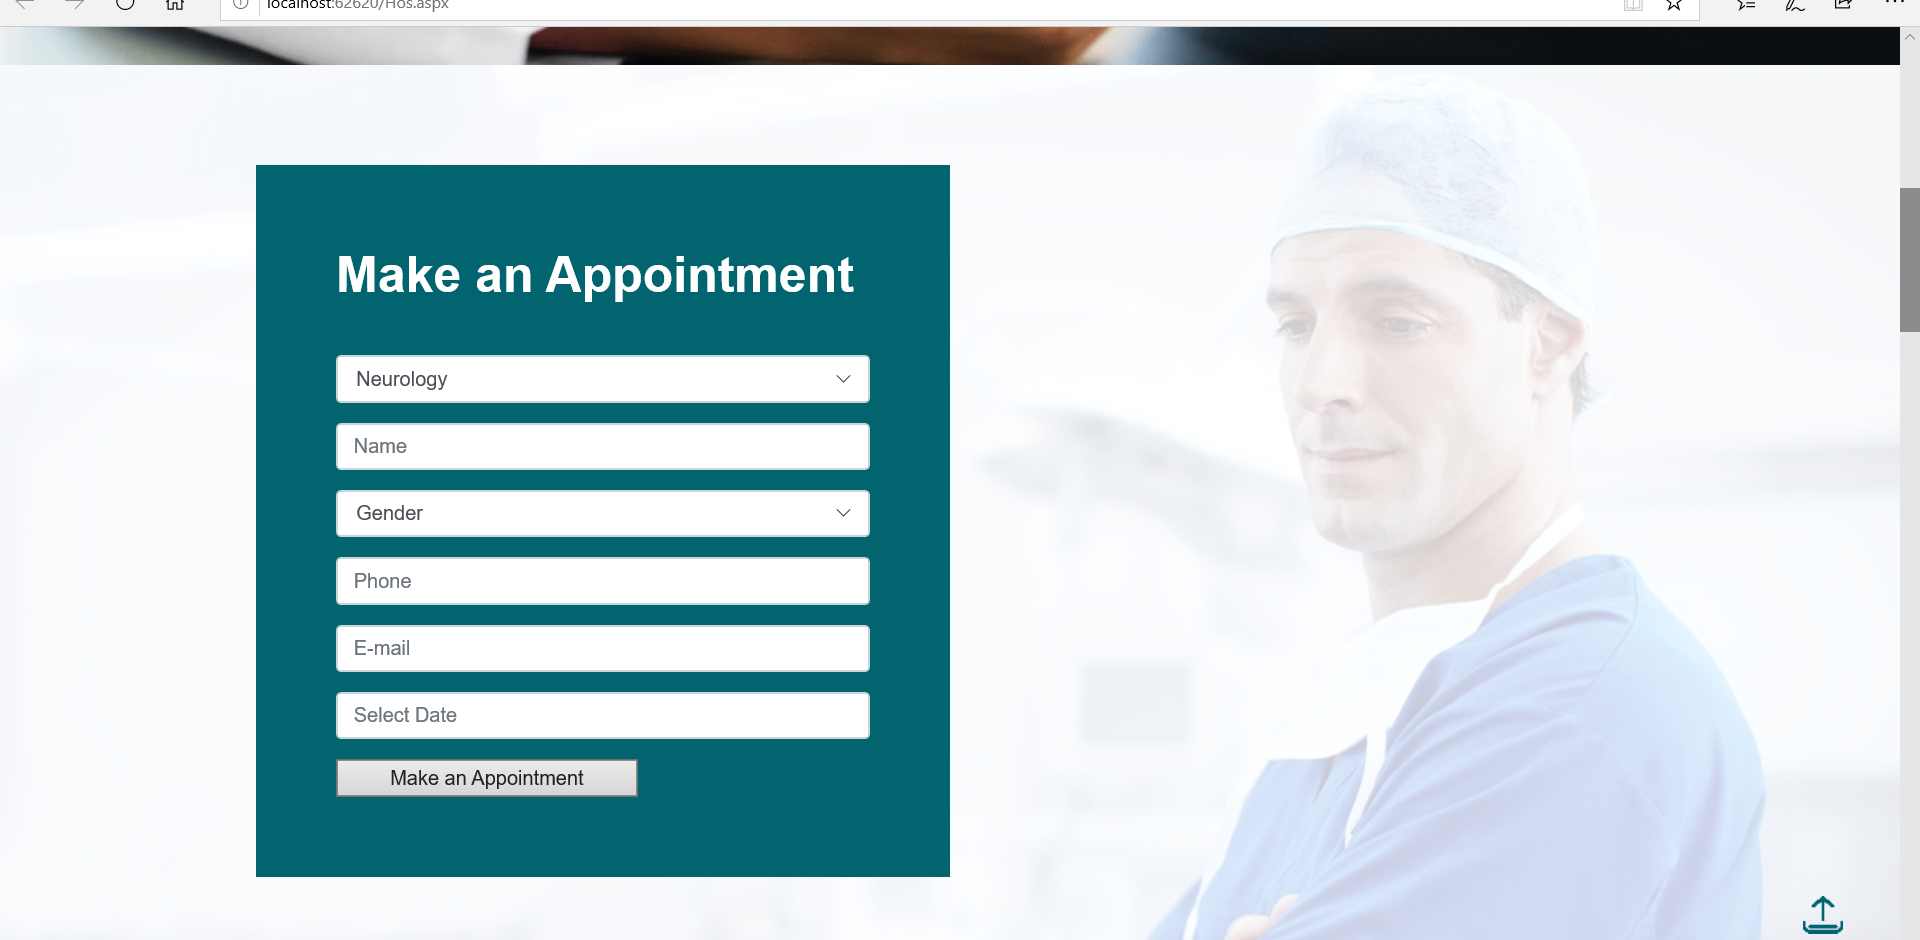 localhost:62620/Hos.aspx
Make an Appointment
Neurology
Name
Gender
Phone
E-mail
Select Date
Make an Appointment